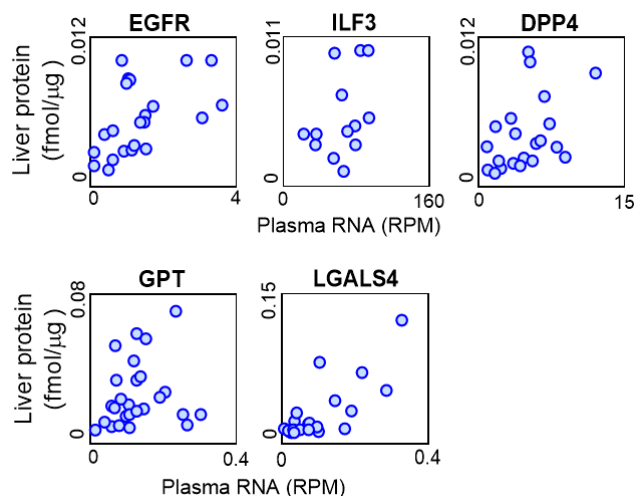 EGFR ILF3 DPP4
Liver protein
(fmol/µg)
0.012
0
0 4
0.011
0
160
0.012
0
0 15
Plasma RNA (RPM)
GPT LGALS4
Liver protein
(fmol/µg)
0.08
0
0 0.4
0.15
0
0 0.4
Plasma RNA (RPM)